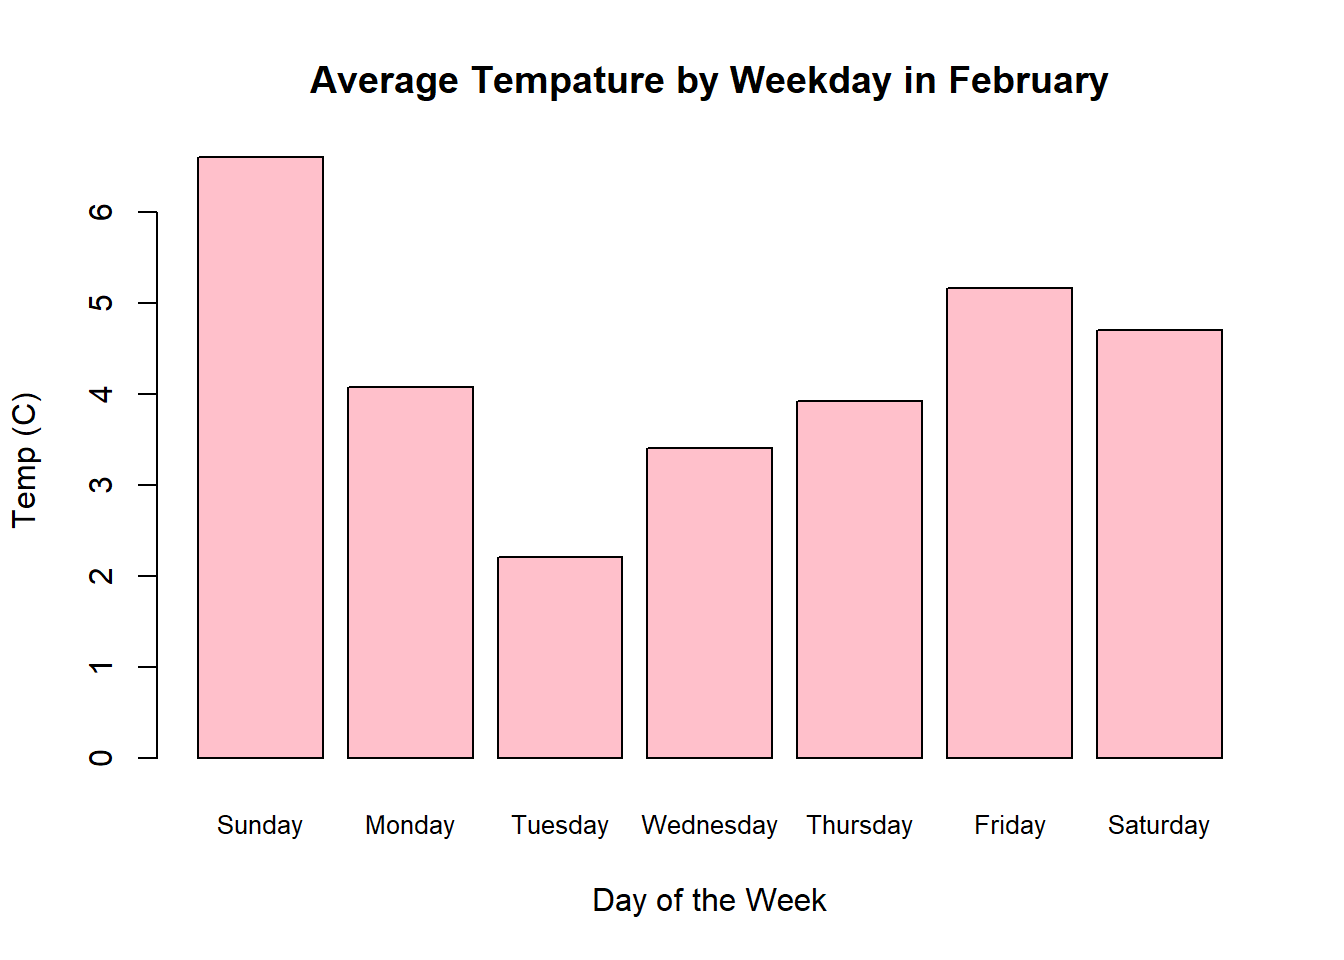 Average Tempature by Weekday in February
Temp (C)
6
5
4
3
2
1
0
Sunday Monday Tuesday Wednesday Thursday Friday Saturday
Day of the Week